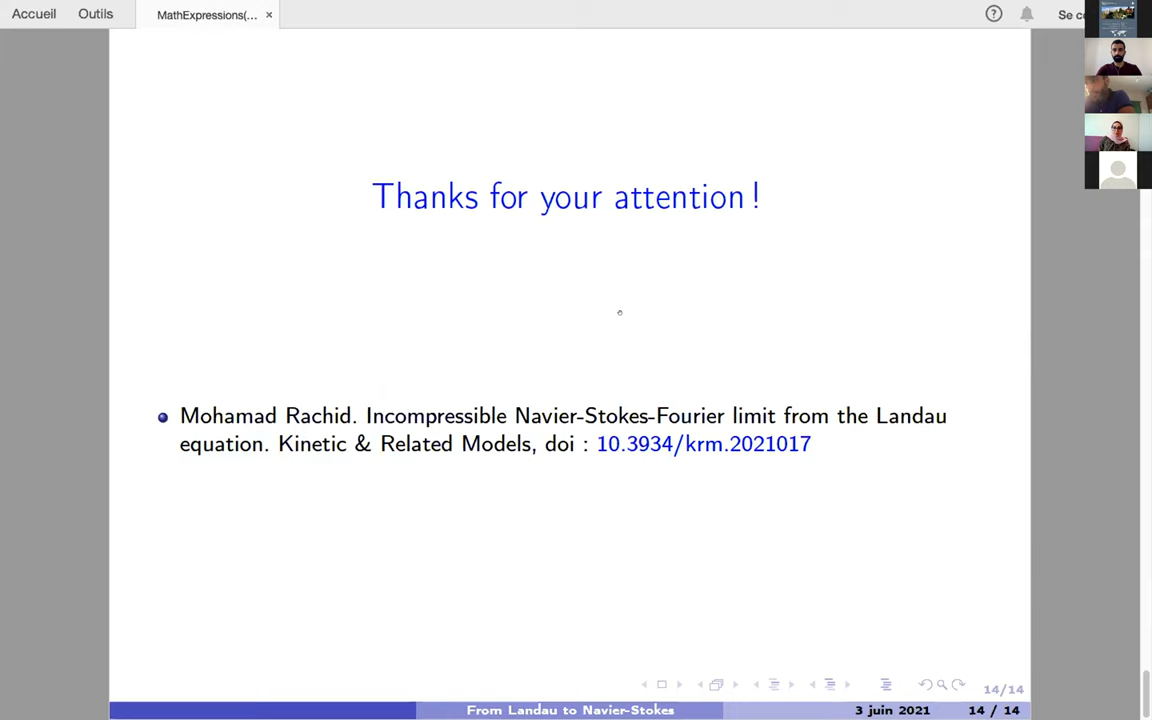 Accueil Outils MathExpressions(... × Se c
Thanks for your attention !
Mohamad Rachid. Incompressible Navier-Stokes-Fourier limit from the Landau
equation. Kinetic & Related Models, doi : 10.3934/krm.2021017
14/14
From Landau to Navier-Stokes 3 juin 2021 14 / 14